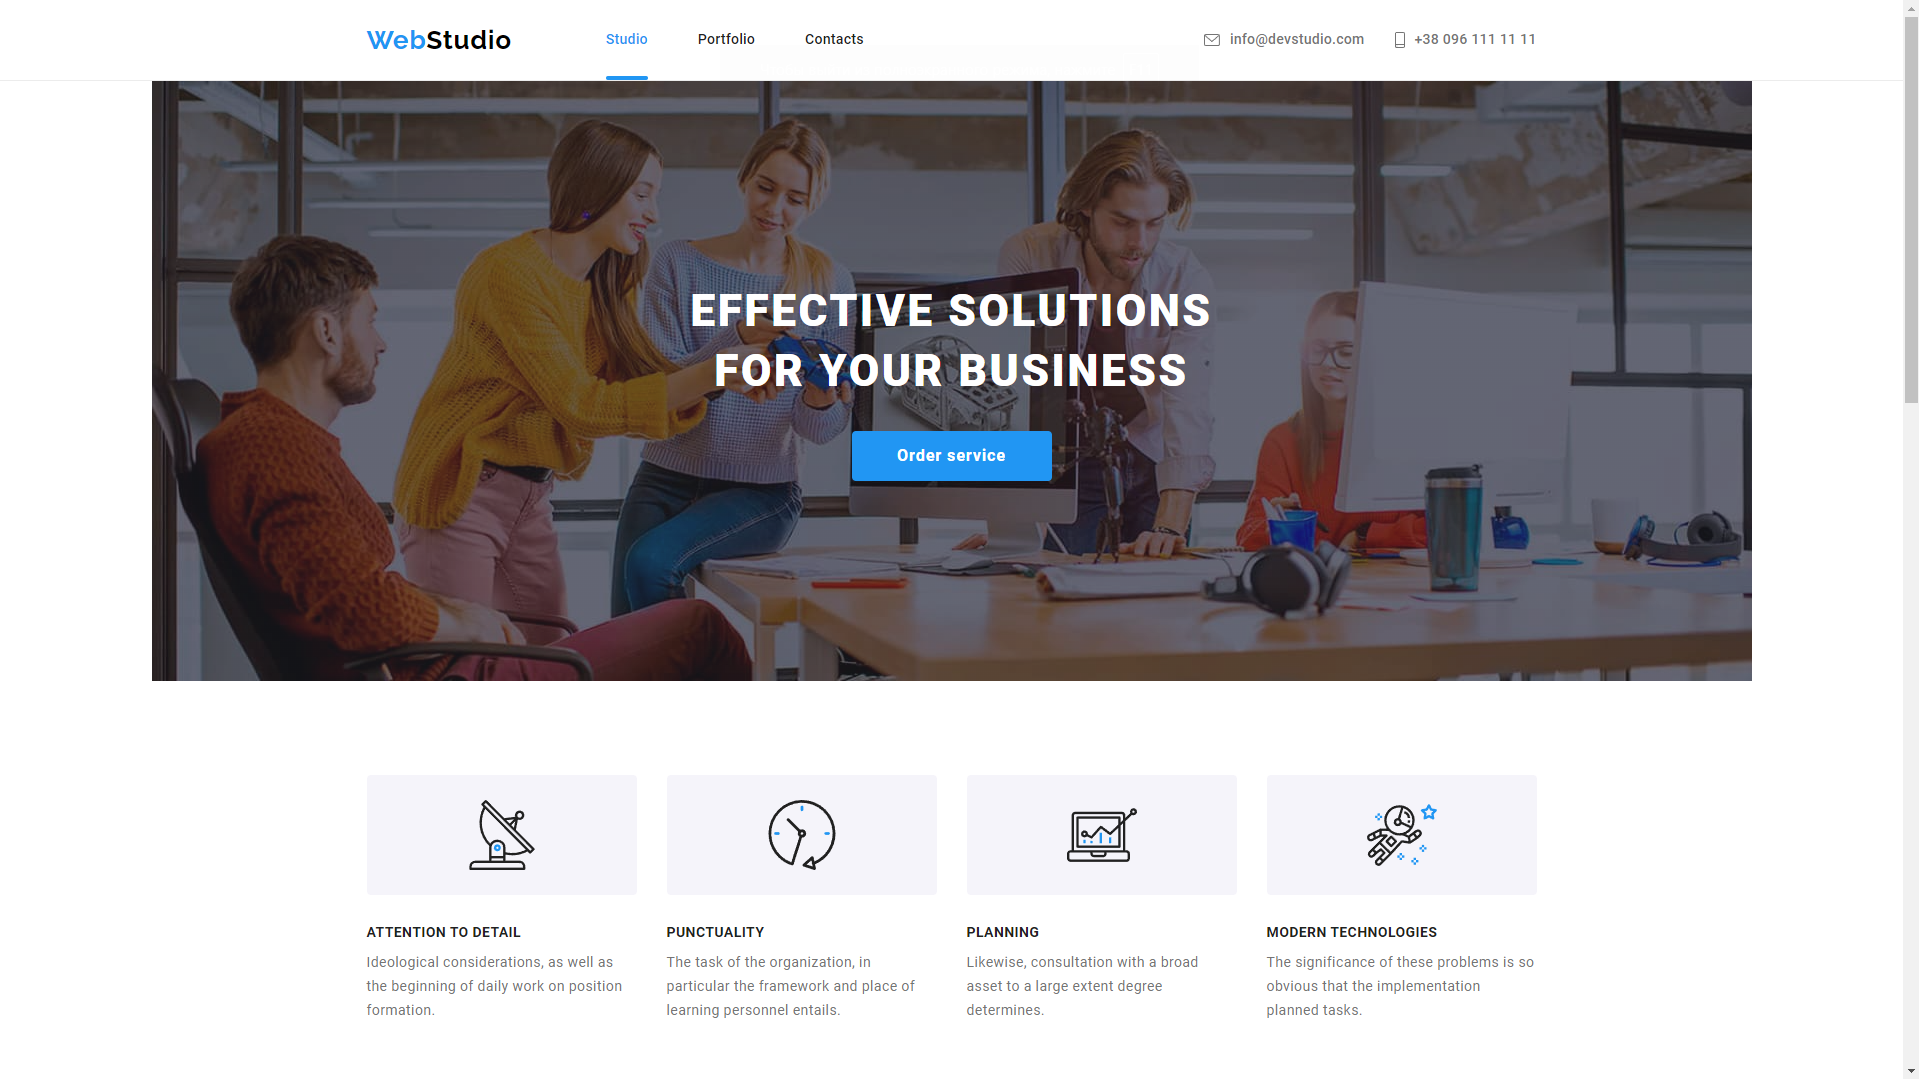 WebStudio
Studio
Portfolio
Contacts
info@devstudio.com
+38 096 111 11 11
EFFECTIVE SOLUTIONS
FOR YOUR BUSINESS
Order service
ATTENTION TO DETAIL
Ideological considerations, as well as
the beginning of daily work on position
formation.
PUNCTUALITY
The task of the organization, in
particular the framework and place of
learning personnel entails.
PLANNING
Likewise, consultation with a broad
asset to a large extent degree
determines.
MODERN TECHNOLOGIES
The significance of these problems is so
obvious that the implementation
planned tasks.